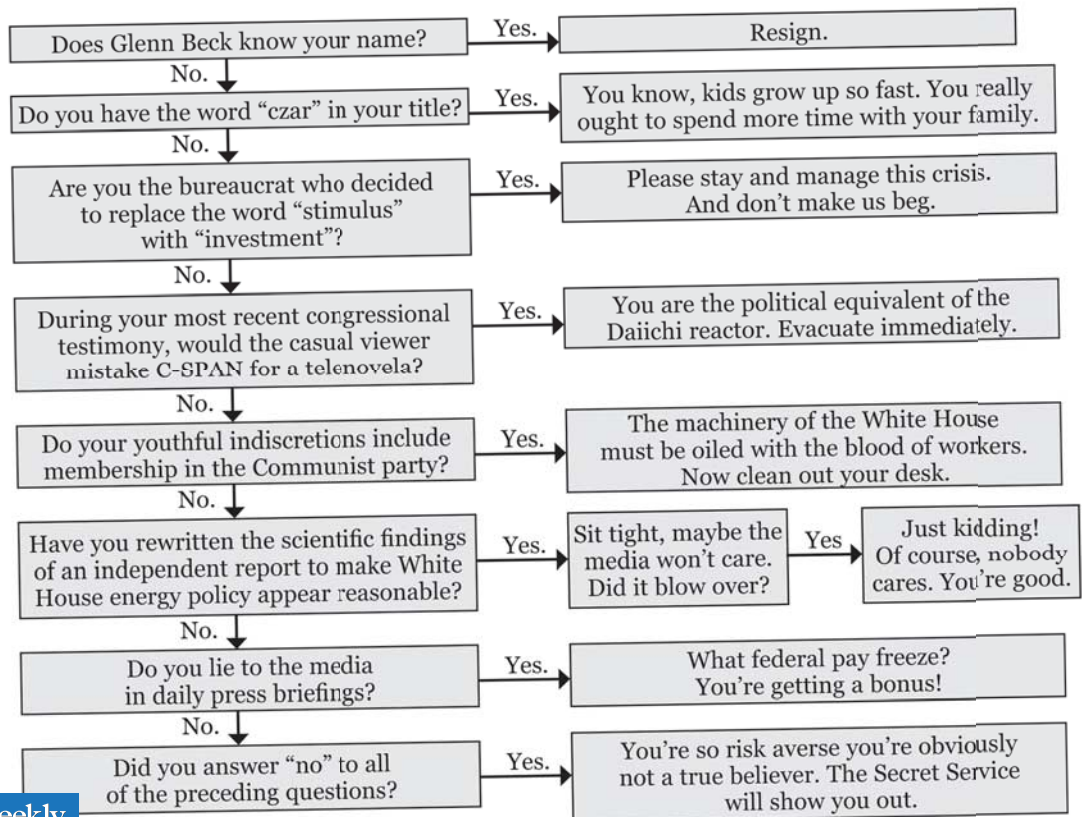 Does Glenn Beck know your name?
Yes.
Resign.
No.
Do you have the word “czar” in your title?
Yes.
You know, kids grow up so fast. You really
ought to spend more time with your family.
No.
Are you the bureaucrat who decided
to replace the word “stimulus”
with “investment”?
Yes.
Please stay and manage this crisis.
And don’t make us beg.
No.
During your most recent congressional
testimony, would the casual viewer
mistake C-SPAN for a telenovela?
Yes.
You are the political equivalent of the
Daiichi reactor. Evacuate immediately.
No.
Do your youthful indiscretions include
membership in the Communist party?
Yes.
The machinery of the White House
must be oiled with the blood of workers.
Now clean out your desk.
No.
Have you rewritten the scientific findings
of an independent report to make White
House energy policy appear reasonable?
Yes.
Sit tight, maybe the
media won’t care.
Did it blow over?
Yes
Just kidding!
Of course, nobody
cares. You’re good.
No.
Do you lie to the media
in daily press briefings?
Yes.
What federal pay freeze?
You’re getting a bonus!
No.
Did you answer “no” to all
of the preceding questions?
Yes.
You’re so risk averse you’re obviously
not a true believer. The Secret Service
will show you out.